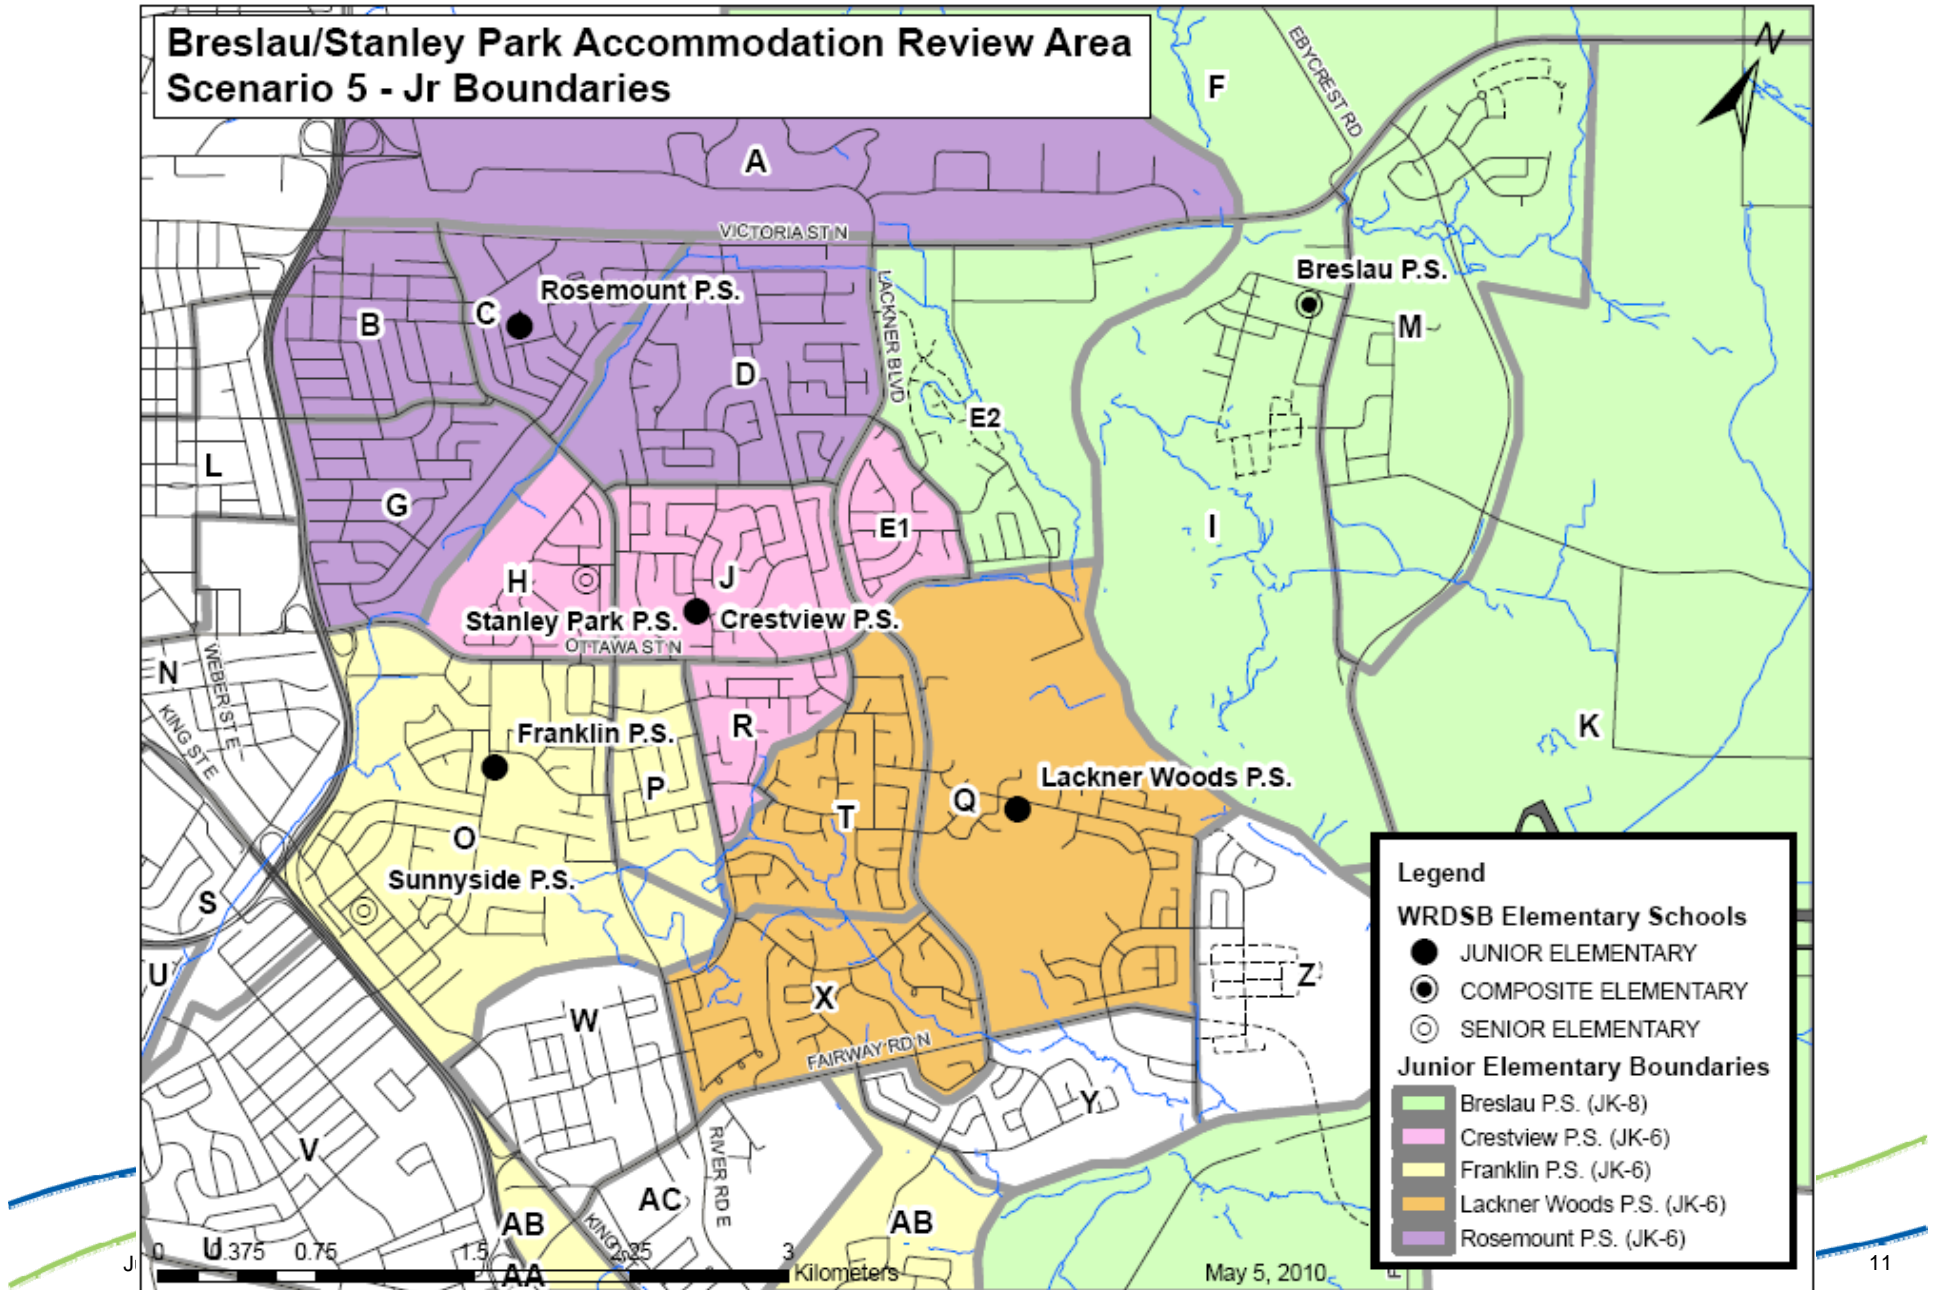 Breslau/Stanley Park Accommodation Review Area
Scenario 5 - Jr Boundaries
N
EBYCREST RD
F
A
VICTORIA ST N
Breslau P.S.
Rosemount P.S.
LACKNER BLVD
B
C
M
D
E2
L
G
E1
I
H
J
Stanley Park P.S.
Crestview P.S.
OTTAWA ST N
N
WEBER ST E
KING ST E
R
K
Franklin P.S.
Lackner Woods P.S.
P
Q
T
O
Sunnyside P.S.
S
U
Z
X
W
FAIRWAY RD N
Y
V
RIVER RD E
AC
AB
AB
KING
U
AA
0
0.375
0.75
1.5
2.25
3
Kilometers
May 5, 2010
Legend
WRDSB Elementary Schools
JUNIOR ELEMENTARY
COMPOSITE ELEMENTARY
SENIOR ELEMENTARY
Junior Elementary Boundaries
Breslau P.S. (JK-8)
Crestview P.S. (JK-6)
Franklin P.S. (JK-6)
Lackner Woods P.S. (JK-6)
Rosemount P.S. (JK-6)
11